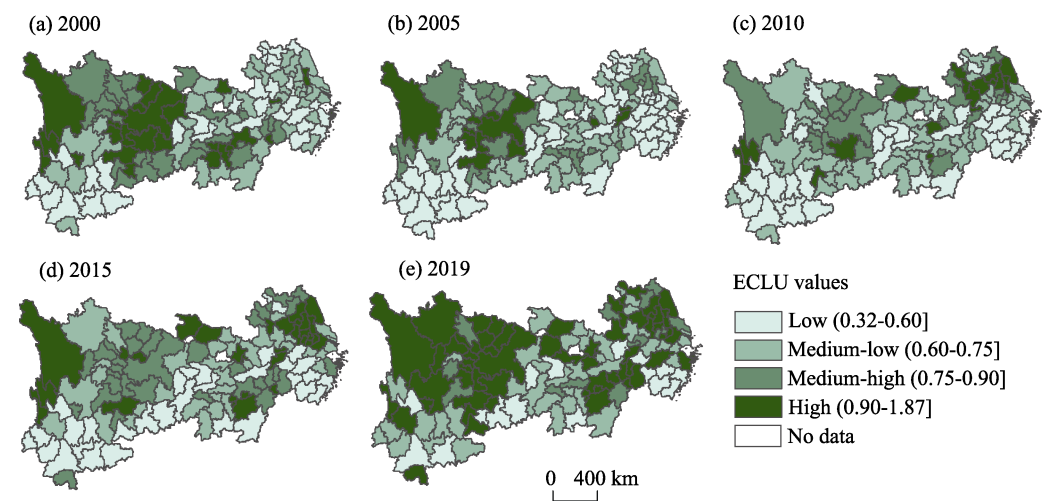 (a) 2000
(b) 2005
(c) 2010
(d) 2015
(e) 2019
ECLU values
Low (0.32-0.60]
Medium-low (0.60-0.75]
Medium-high (0.75-0.90]
High (0.90-1.87]
No data
0 400 km